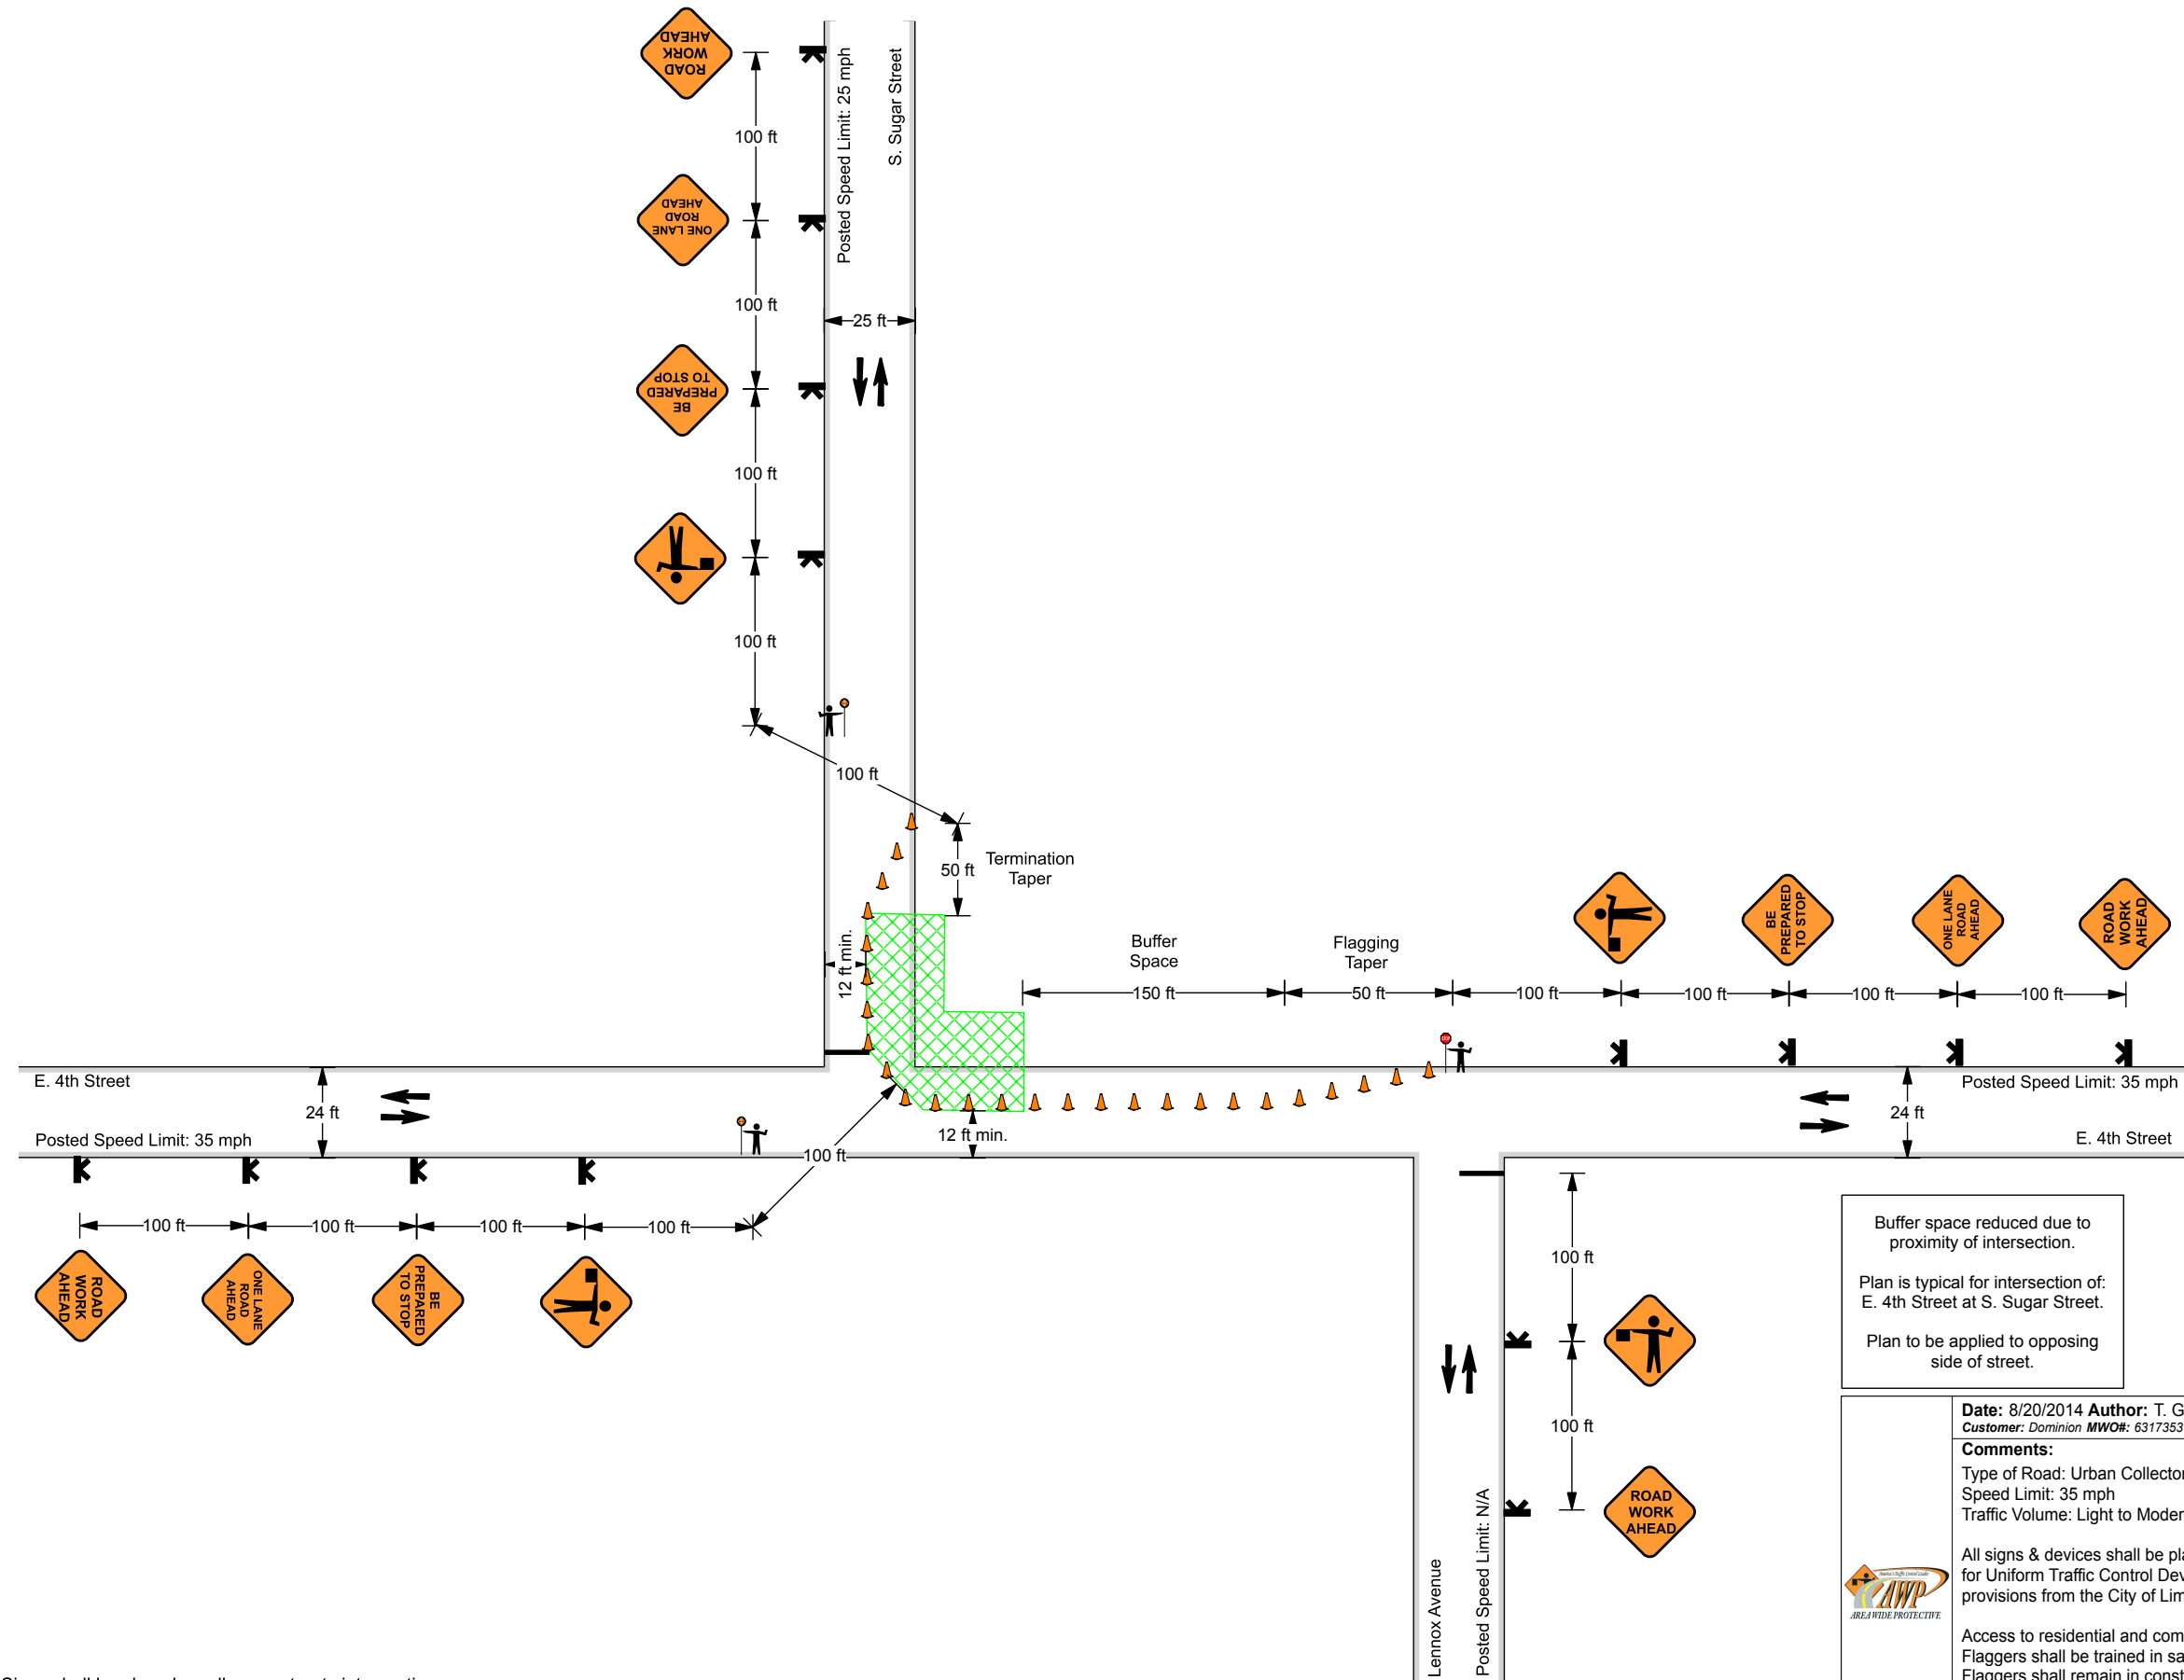 ROAD
WORK
AHEAD
100 ft
Posted Speed Limit: 25 mph
S. Sugar Street
ONE LANE
ROAD
AHEAD
100 ft
25 ft
BE
PREPARED
TO STOP
100 ft
100 ft
100 ft
50 ft
Termination
Taper
12 ft min.
Buffer
Space
Flagging
Taper
BE
PREPARED
TO STOP
ONE LANE
ROAD
AHEAD
ROAD
WORK
AHEAD
150 ft
50 ft
100 ft
100 ft
100 ft
100 ft
E. 4th Street
24 ft
Posted Speed Limit: 35 mph
12 ft min.
100 ft
Posted Speed Limit: 35 mph
24 ft
E. 4th Street
100 ft
100 ft
100 ft
100 ft
ROAD
WORK
AHEAD
ONE LANE
ROAD
AHEAD
BE
PREPARED
TO STOP
100 ft
100 ft
ROAD
WORK
AHEAD
Lennox Avenue
Posted Speed Limit: N/A
Buffer space reduced due to
proximity of intersection.
Plan is typical for intersection of:
E. 4th Street at S. Sugar Street.
Plan to be applied to opposing
side of street.
Date: 8/20/2014 Author: T. G
Customer: Dominion MWO#: 6317353
Comments:
Type of Road: Urban Collector
Speed Limit: 35 mph
Traffic Volume: Light to Moder
All signs & devices shall be pla
for Uniform Traffic Control Dev
provisions from the City of Lim
Access to residential and com
Flaggers shall be trained in sa
AWP
AREA WIDE PROTECTIVE